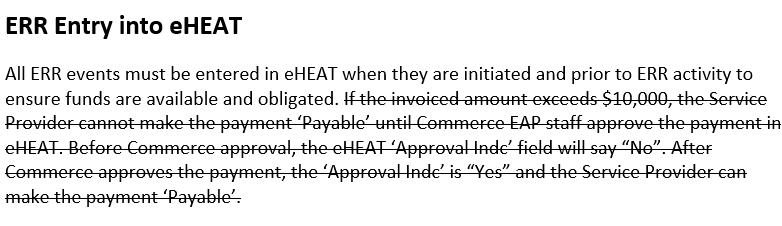 ERR Entry into eHEAT
All ERR events must be entered in eHEAT when they are initiated and prior to ERR activity to
ensure funds are available and obligated. If the invoiced amount exceeds $10,000, the Service
Provider cannot make the payment ‘Payable’ until Commerce EAP staff approve the payment in
eHEAT. Before Commerce approval, the eHEAT ‘Approval Indc’ field will say “No”. After
Commerce approves the payment, the ‘Approval Indc’ is “Yes” and the Service Provider can
make the payment ‘Payable’.